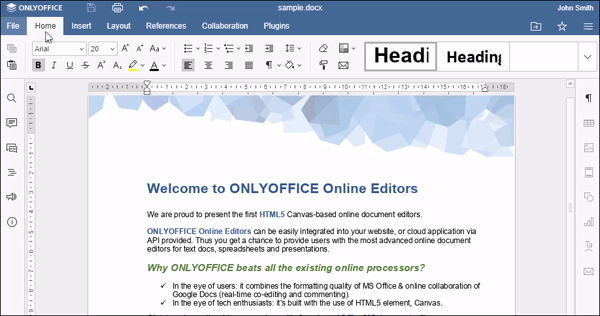 ONLYOFFICE sample.docx John Smith
File Home Insert Layout References Collaboration Plugins
Arial 20 A A Aa Headi Heading
B I U S A A A
Welcome to ONLYOFFICE Online Editors
We are proud to present the first HTML5 Canvas-based online document editors.
ONLYOFFICE Online Editors can be easily integrated into your website, or cloud application via
API provided. Thus you get a chance to provide users with the most advanced online document
editors for text docs, spreadsheets and presentations.
Why ONLYOFFICE beats all the existing online processors?
✓ In the eye of users: it combines the formatting quality of MS Office & online collaboration of
Google Docs (real-time co-editing and commenting).
✓ In the eye of tech enthusiasts: it's built with the use of HTML5 element, Canvas.